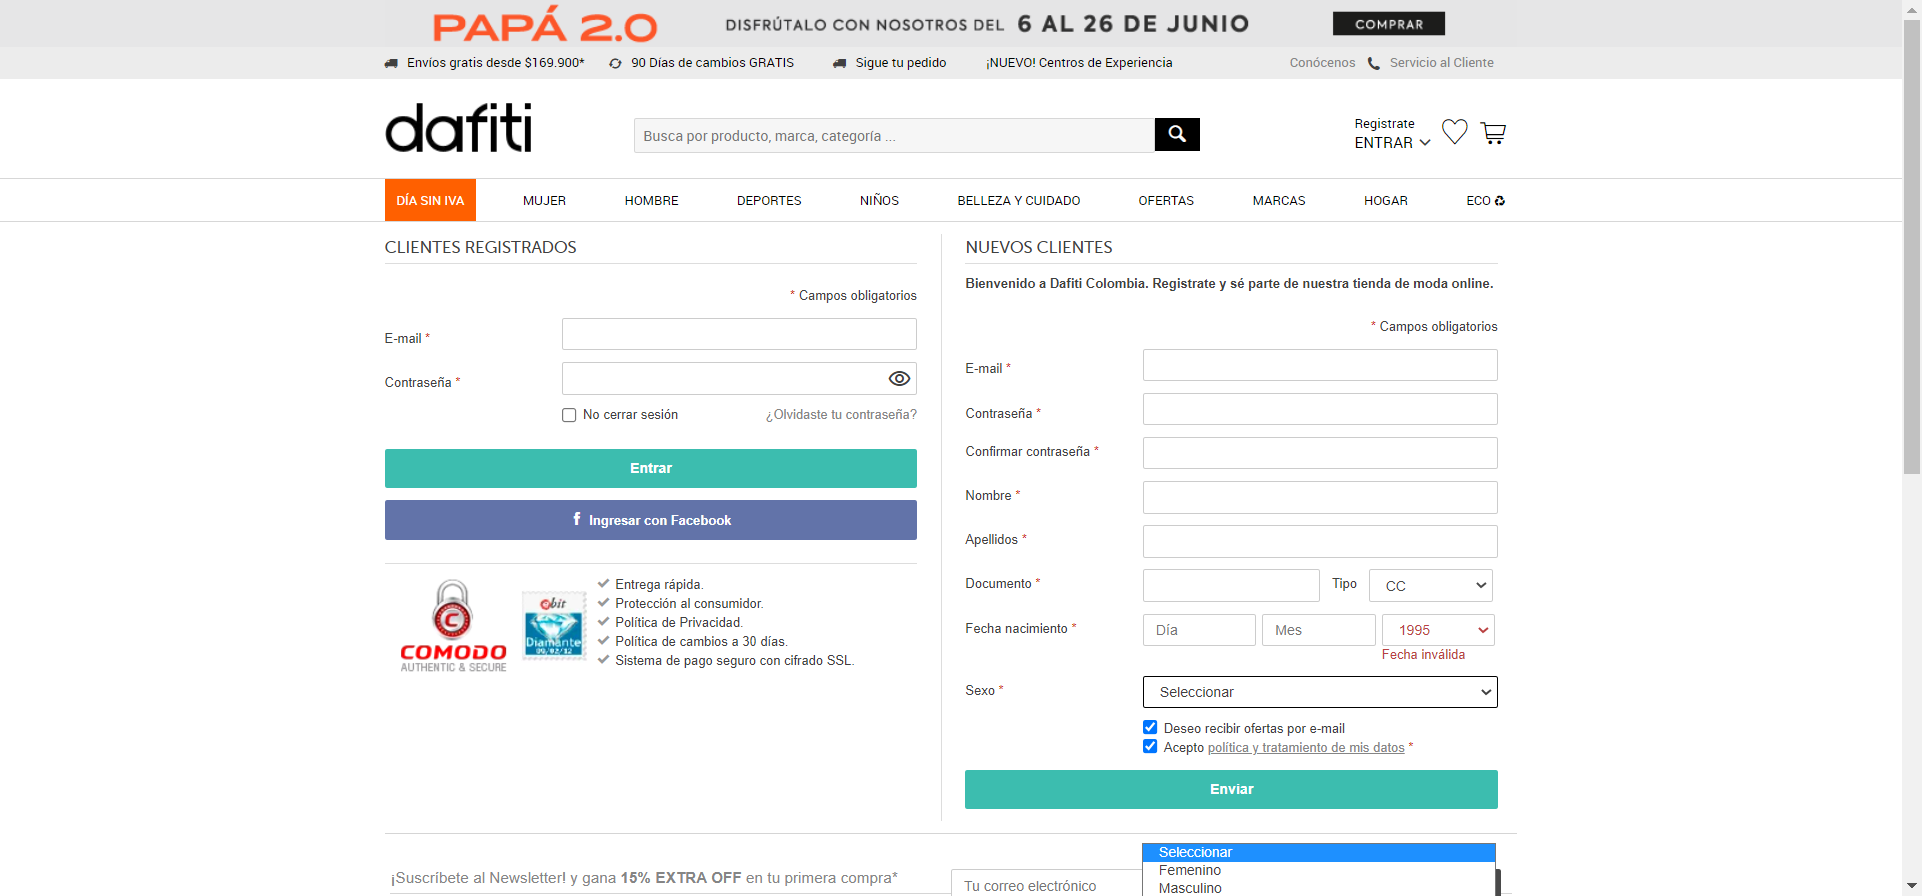 PAPÁ 2.0 DISFRÚTALO CON NOSOTROS DEL 6 AL 26 DE JUNIO COMPRAR
Envíos gratis desde $169.900* 90 Días de cambios GRATIS Sigue tu pedido ¡NUEVO! Centros de Experiencia Conócenos Servicio al Cliente
dafiti
Busca por producto, marca, categoría ...
Registrate
ENTRAR
DÍA SIN IVA MUJER HOMBRE DEPORTES NIÑOS BELLEZA Y CUIDADO OFERTAS MARCAS HOGAR ECO
CLIENTES REGISTRADOS
* Campos obligatorios
E-mail *
Contraseña *
No cerrar sesión ¿Olvidaste tu contraseña?
Entrar
f Ingresar con Facebook
COMODO
AUTHENTIC & SECURE
ebit
Diamante
09/02/12
Entrega rápida.
Protección al consumidor.
Política de Privacidad.
Política de cambios a 30 días.
Sistema de pago seguro con cifrado SSL.
NUEVOS CLIENTES
Bienvenido a Dafiti Colombia. Registrate y sé parte de nuestra tienda de moda online.
* Campos obligatorios
E-mail *
Contraseña *
Confirmar contraseña *
Nombre *
Apellidos *
Documento * Tipo CC
Fecha nacimiento * Día Mes 1995
Fecha inválida
Sexo * Seleccionar
Deseo recibir ofertas por e-mail
Acepto política y tratamiento de mis datos *
Enviar
Seleccionar
Femenino
Masculino
¡Suscríbete al Newsletter! y gana 15% EXTRA OFF en tu primera compra*
Tu correo electrónico